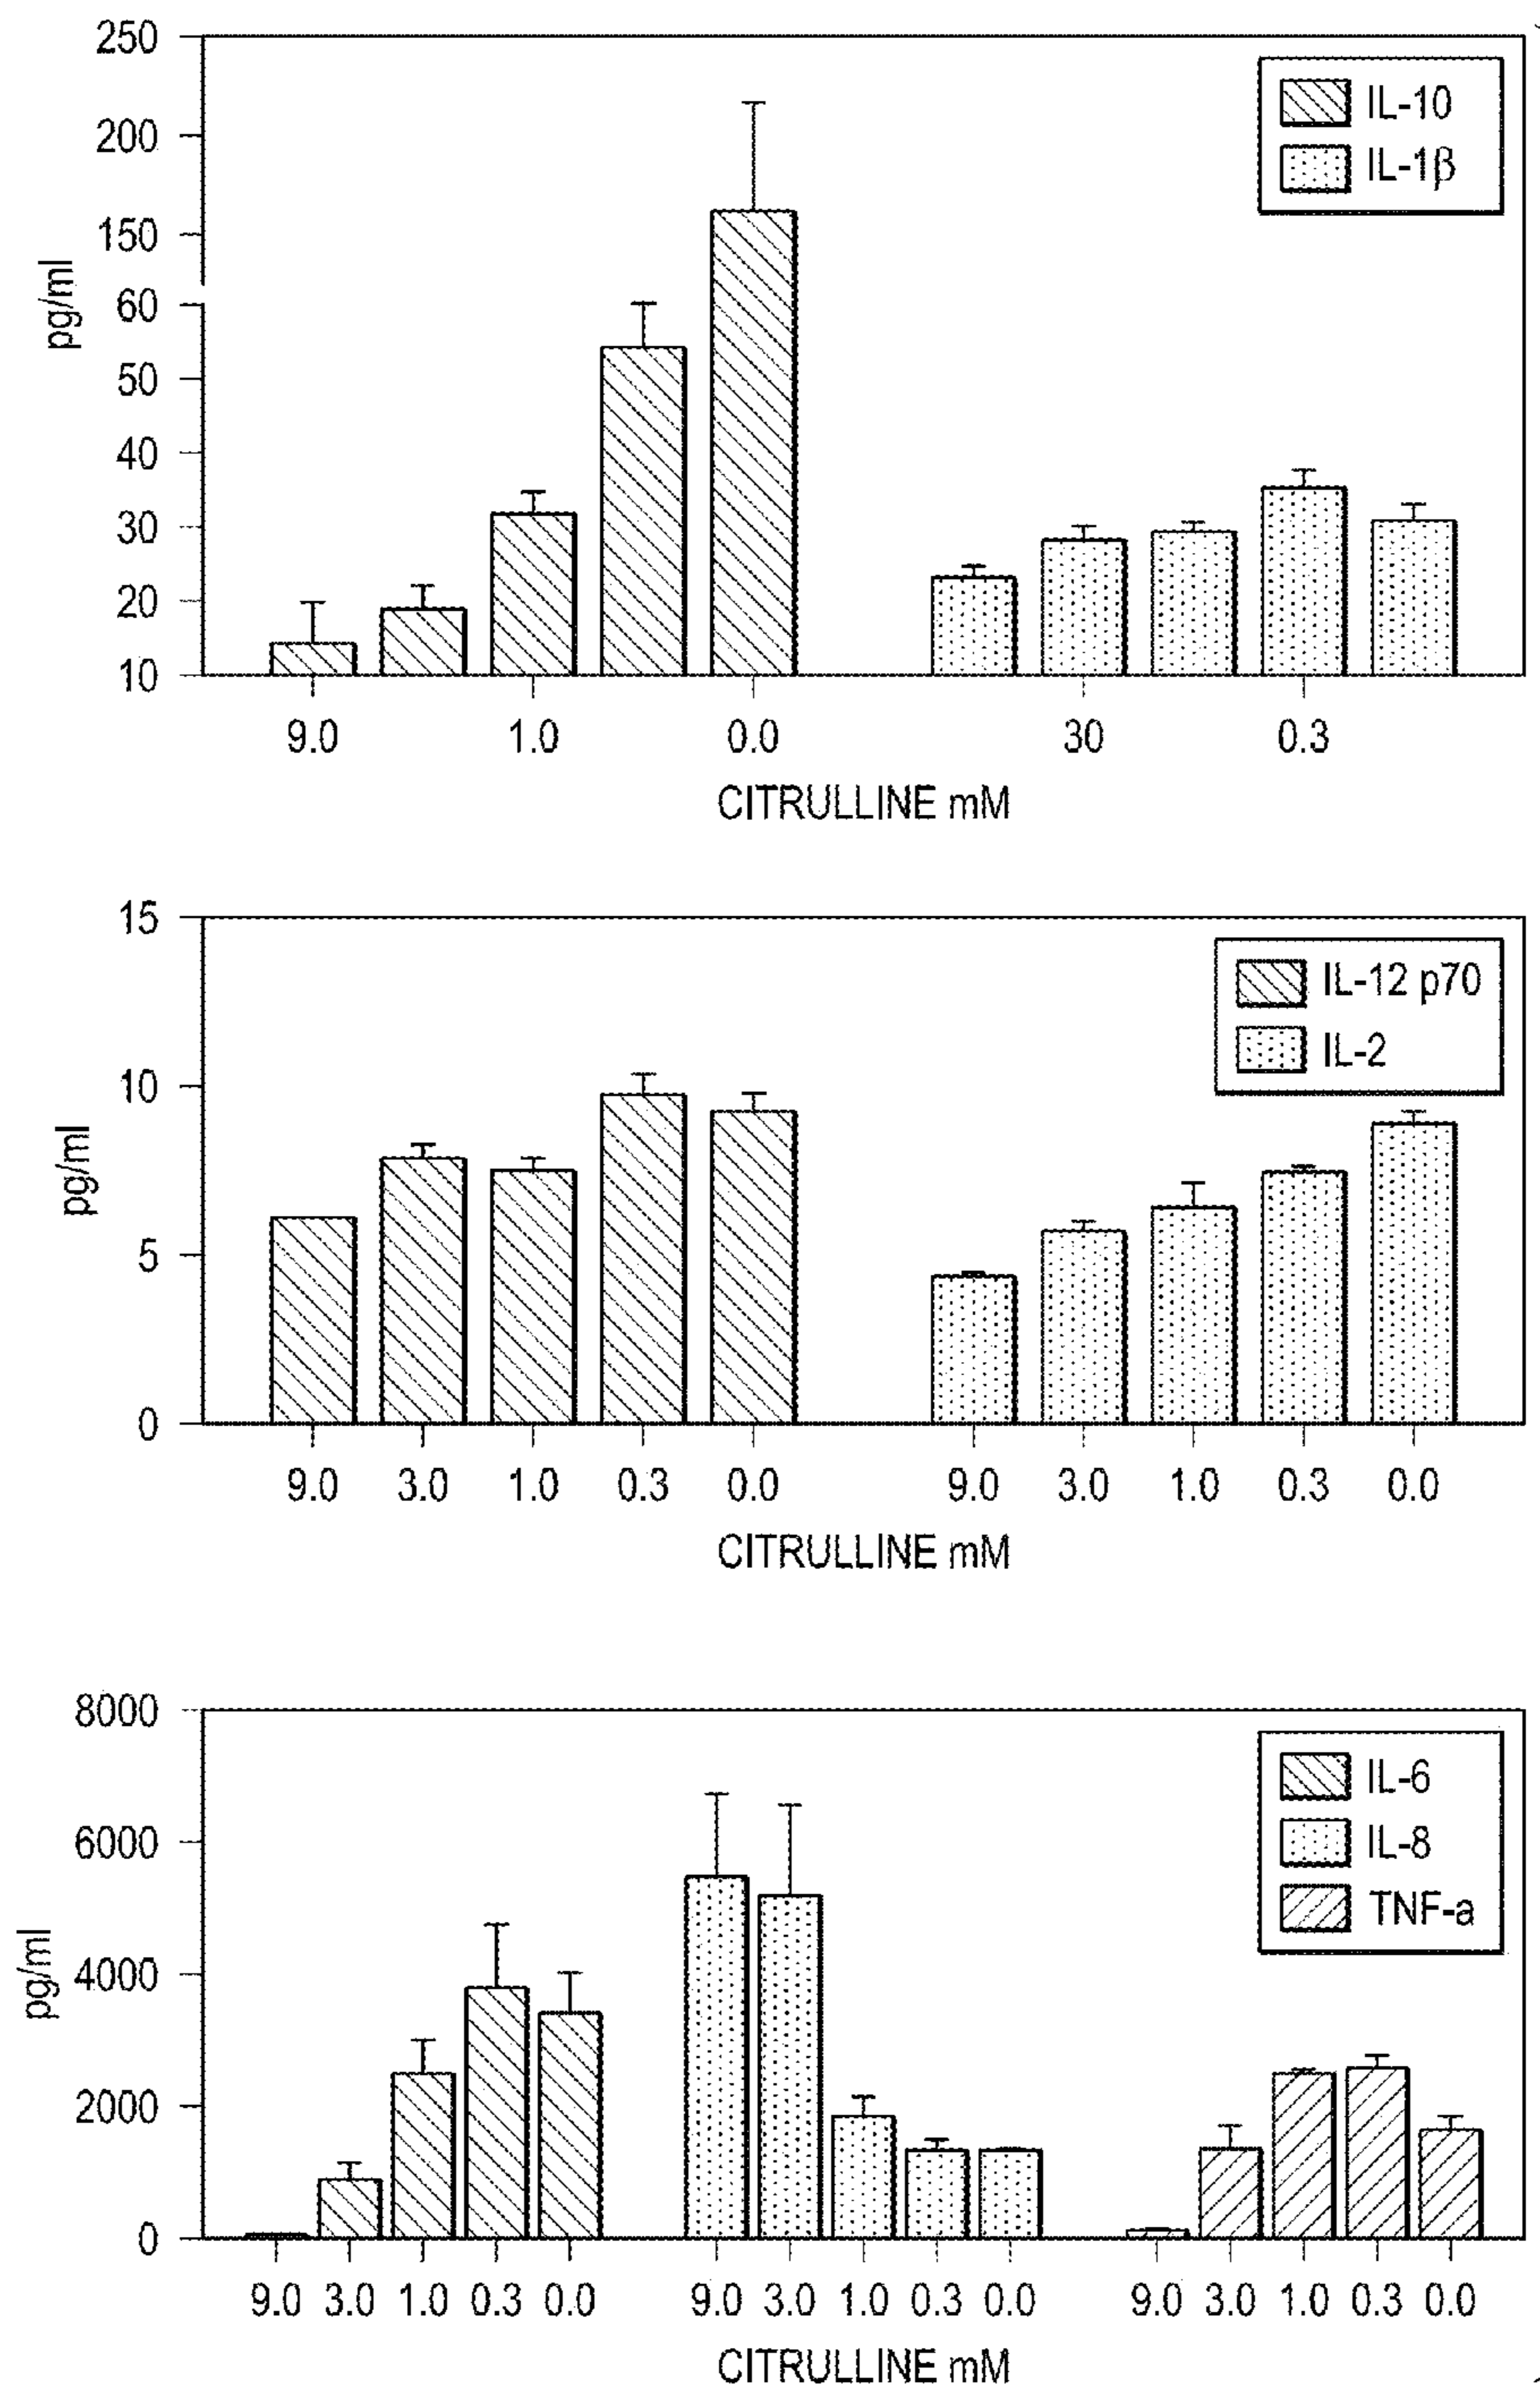 250
200
150
60
50
40
30
20
10
pg/ml
IL-10
IL-1β
9.0 1.0 0.0 30 0.3
CITRULLINE mM
15
10
5
0
pg/ml
IL-12 p70
IL-2
9.0 3.0 1.0 0.3 0.0 9.0 3.0 1.0 0.3 0.0
CITRULLINE mM
8000
6000
4000
2000
0
pg/ml
IL-6
IL-8
TNF-a
9.0 3.0 1.0 0.3 0.0 9.0 3.0 1.0 0.3 0.0 9.0 3.0 1.0 0.3 0.0
CITRULLINE mM